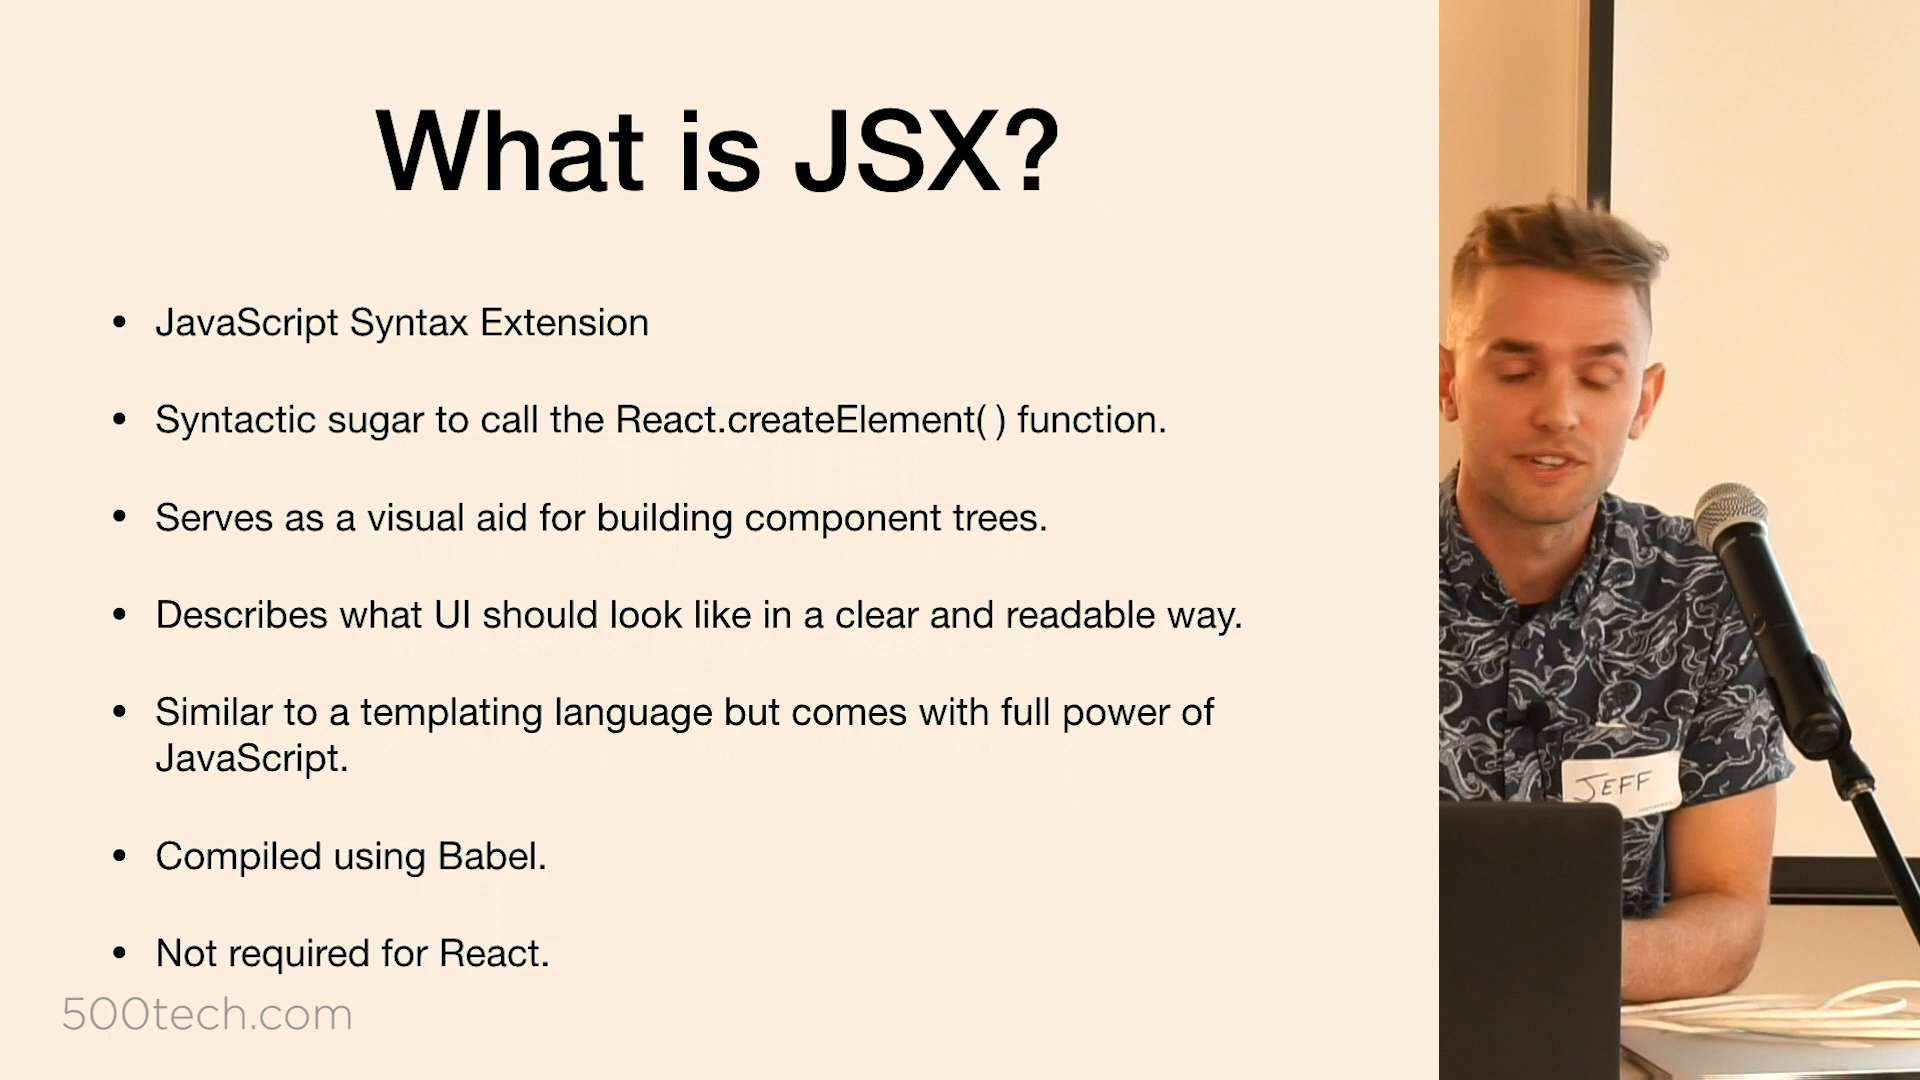 What is JSX?
• JavaScript Syntax Extension
• Syntactic sugar to call the React.createElement( ) function.
• Serves as a visual aid for building component trees.
• Describes what UI should look like in a clear and readable way.
• Similar to a templating language but comes with full power of
JavaScript.
• Compiled using Babel.
• Not required for React.
500tech.com
JEFF